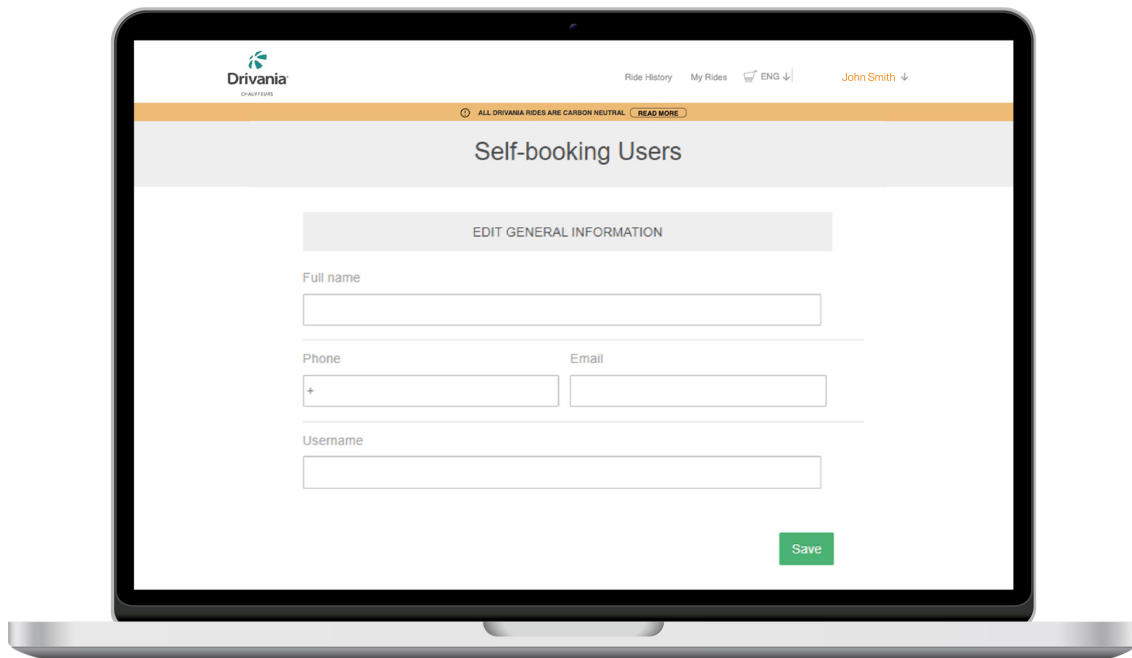 Drivania
CHAUFFEURS
Ride History My Rides ENG ↓ John Smith ↓
ALL DRIVANIA RIDES ARE CARBON NEUTRAL READ MORE
Self-booking Users
EDIT GENERAL INFORMATION
Full name
Phone Email
+
Username
Save